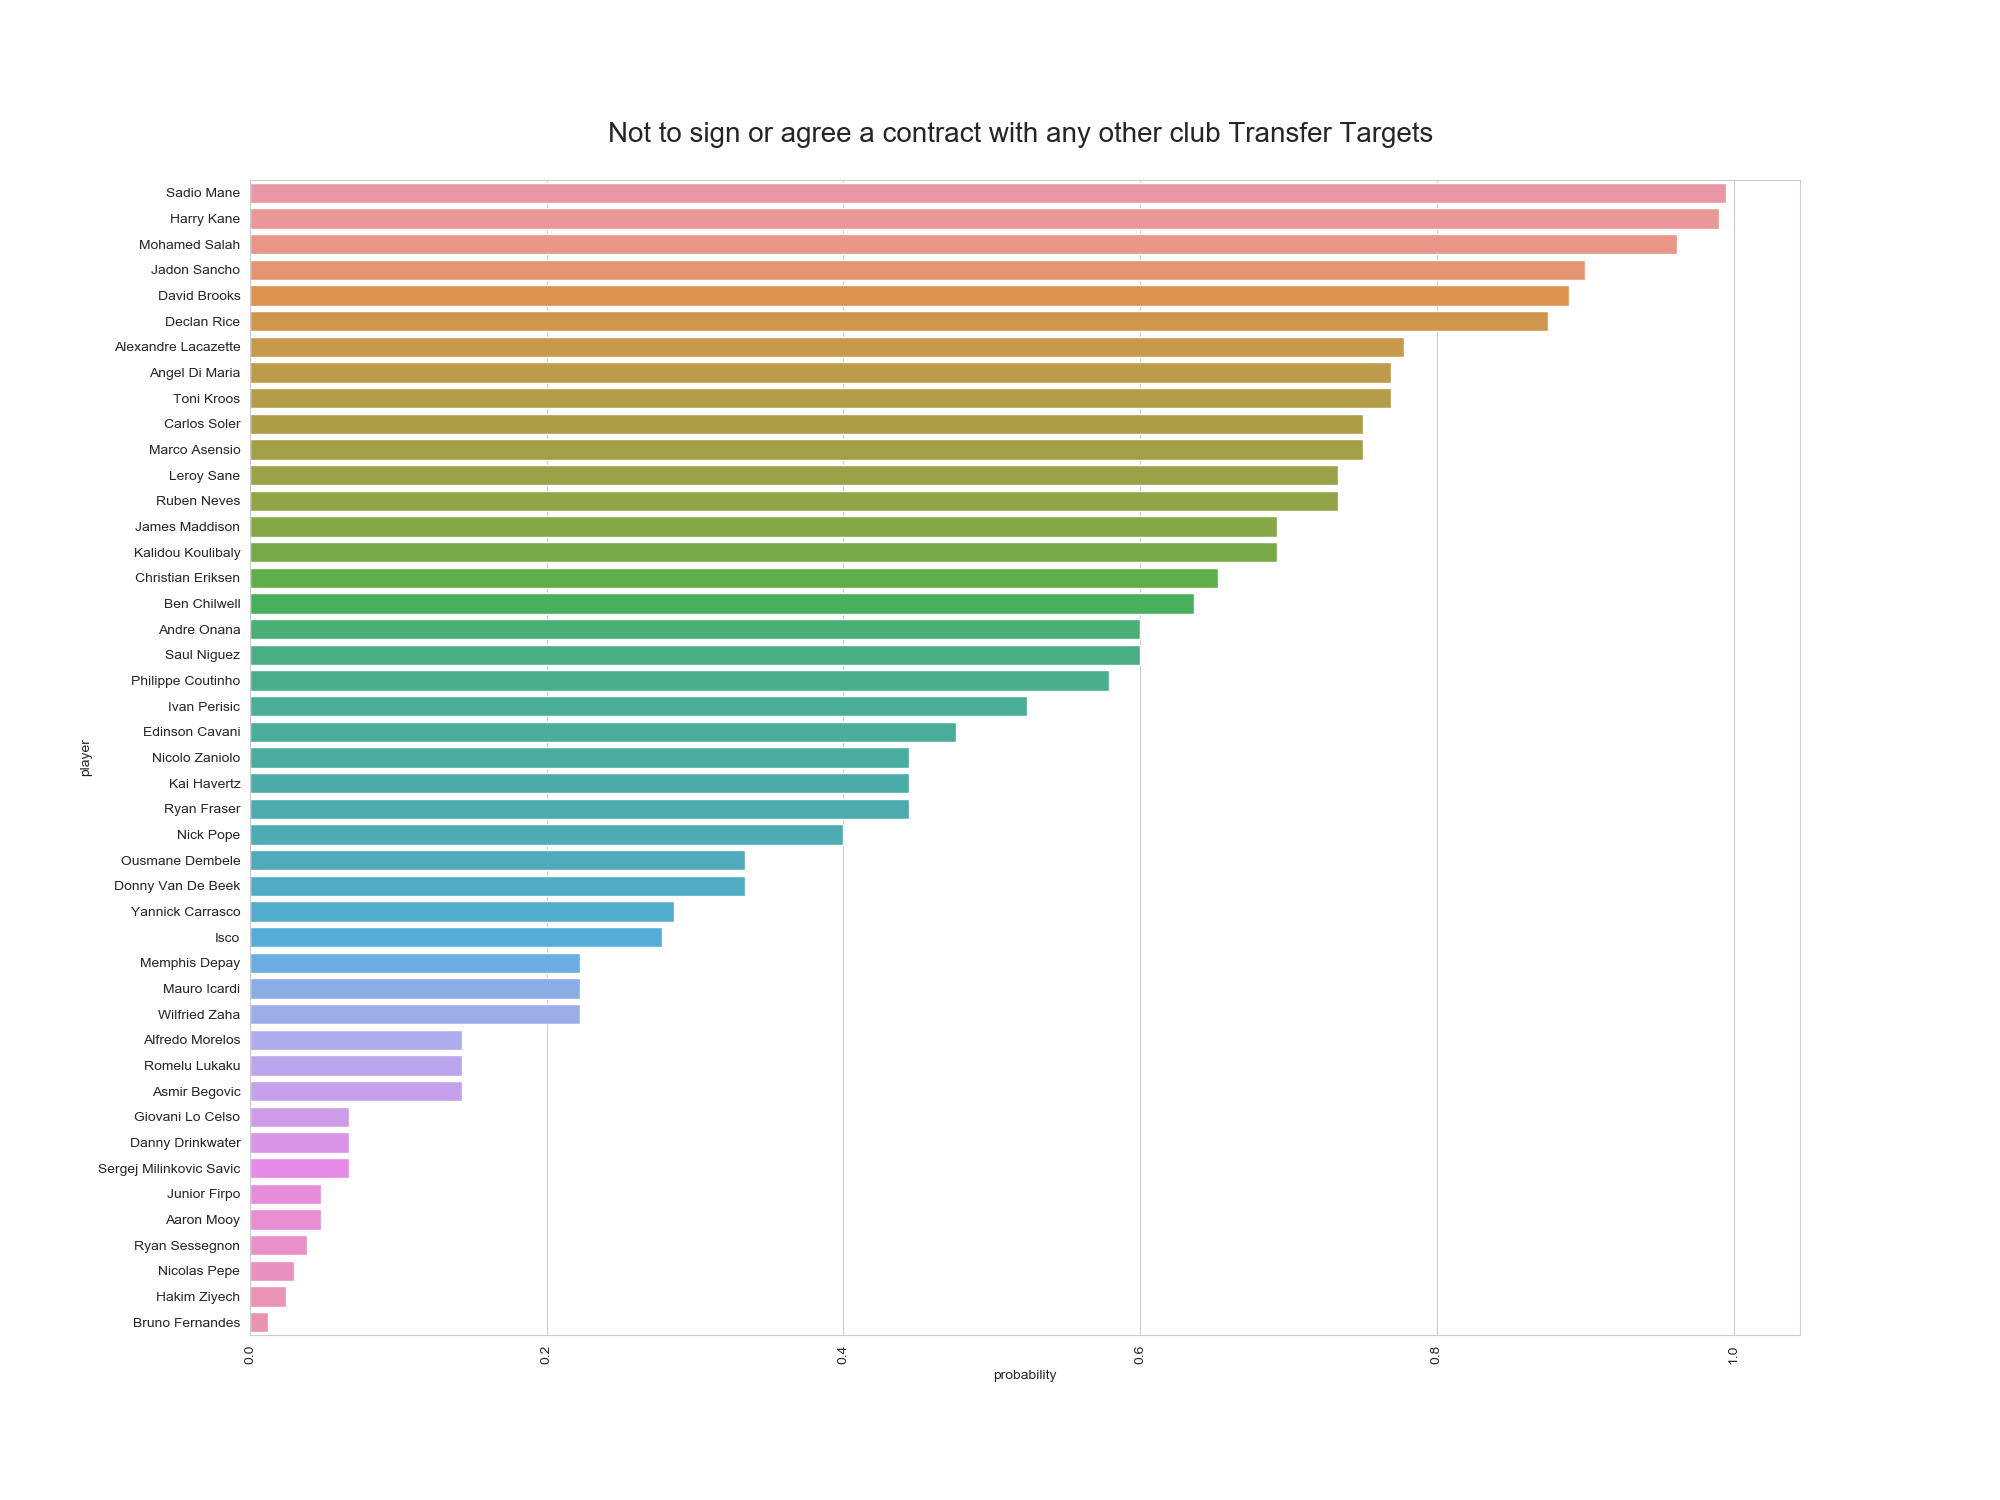 Not to sign or agree a contract with any other club Transfer Targets
Sadio Mane
Harry Kane
Mohamed Salah
Jadon Sancho
David Brooks
Declan Rice
Alexandre Lacazette
Angel Di Maria
Toni Kroos
Carlos Soler
Marco Asensio
Leroy Sane
Ruben Neves
James Maddison
Kalidou Koulibaly
Christian Eriksen
Ben Chilwell
Andre Onana
Saul Niguez
Philippe Coutinho
Ivan Perisic
Edinson Cavani
Nicolo Zaniolo
Kai Havertz
Ryan Fraser
Nick Pope
Ousmane Dembele
Donny Van De Beek
Yannick Carrasco
Isco
Memphis Depay
Mauro Icardi
Wilfried Zaha
Alfredo Morelos
Romelu Lukaku
Asmir Begovic
Giovani Lo Celso
Danny Drinkwater
Sergej Milinkovic Savic
Junior Firpo
Aaron Mooy
Ryan Sessegnon
Nicolas Pepe
Hakim Ziyech
Bruno Fernandes
player
0.0
0.2
0.4
0.6
0.8
1.0
probability